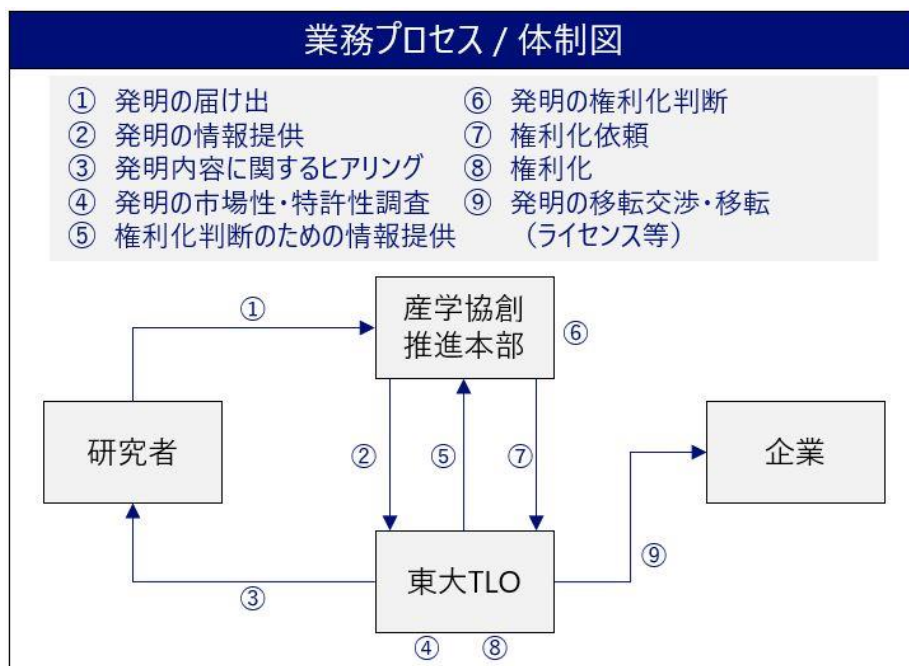 業務プロセス / 体制図
① 発明の届け出
② 発明の情報提供
③ 発明内容に関するヒアリング
④ 発明の市場性・特許性調査
⑤ 権利化判断のための情報提供
⑥ 発明の権利化判断
⑦ 権利化依頼
⑧ 権利化
⑨ 発明の移転交渉・移転
（ライセンス等）
①
産学協創
推進本部
⑥
研究者
②
⑤
⑦
企業
③
東大TLO
⑨
④
⑧